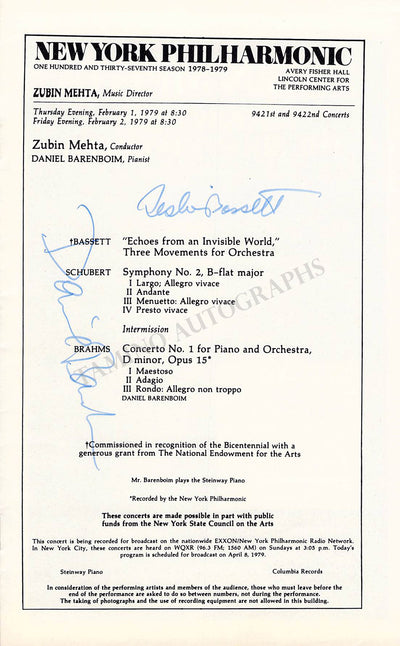 NEW YORK PHILHARMONIC
ONE HUNDRED AND THIRTY-SEVENTH SEASON 1978-1979
AVERY FISHER HALL
LINCOLN CENTER FOR
THE PERFORMING ARTS
ZUBIN MEHTA, Music Director
Thursday Evening, February 1, 1979 at 8:30
Friday Evening, February 2, 1979 at 8:30
9421st and 9422nd Concerts
Zubin Mehta, Conductor
DANIEL BARENBOIM, Pianist
Leslie Bassett
†BASSETT "Echoes from an Invisible World,"
Three Movements for Orchestra
SCHUBERT Symphony No. 2, B-flat major
I Largo; Allegro vivace
II Andante
III Menuetto: Allegro vivace
IV Presto vivace
Intermission
BRAHMS Concerto No. 1 for Piano and Orchestra,
D minor, Opus 15*
I Maestoso
II Adagio
III Rondo: Allegro non troppo
DANIEL BARENBOIM
TAMINO AUTOGRAPHS
†Commissioned in recognition of the Bicentennial with a
generous grant from The National Endowment for the Arts
Mr. Barenboim plays the Steinway Piano
*Recorded by the New York Philharmonic
These concerts are made possible in part with public
funds from the New York State Council on the Arts
This concert is being recorded for broadcast on the nationwide EXXON/New York Philharmonic Radio Network.
In New York City, these concerts are heard on WQXR (96.3 FM; 1560 AM) on Sundays at 3:05 p.m. Today's
program is scheduled for broadcast on April 8, 1979.
Steinway Piano
Columbia Records
In consideration of the performing artists and members of the audience, those who must leave before the
end of the performance are asked to do so between numbers, not during the performance.
The taking of photographs and the use of recording equipment are not allowed in this building.